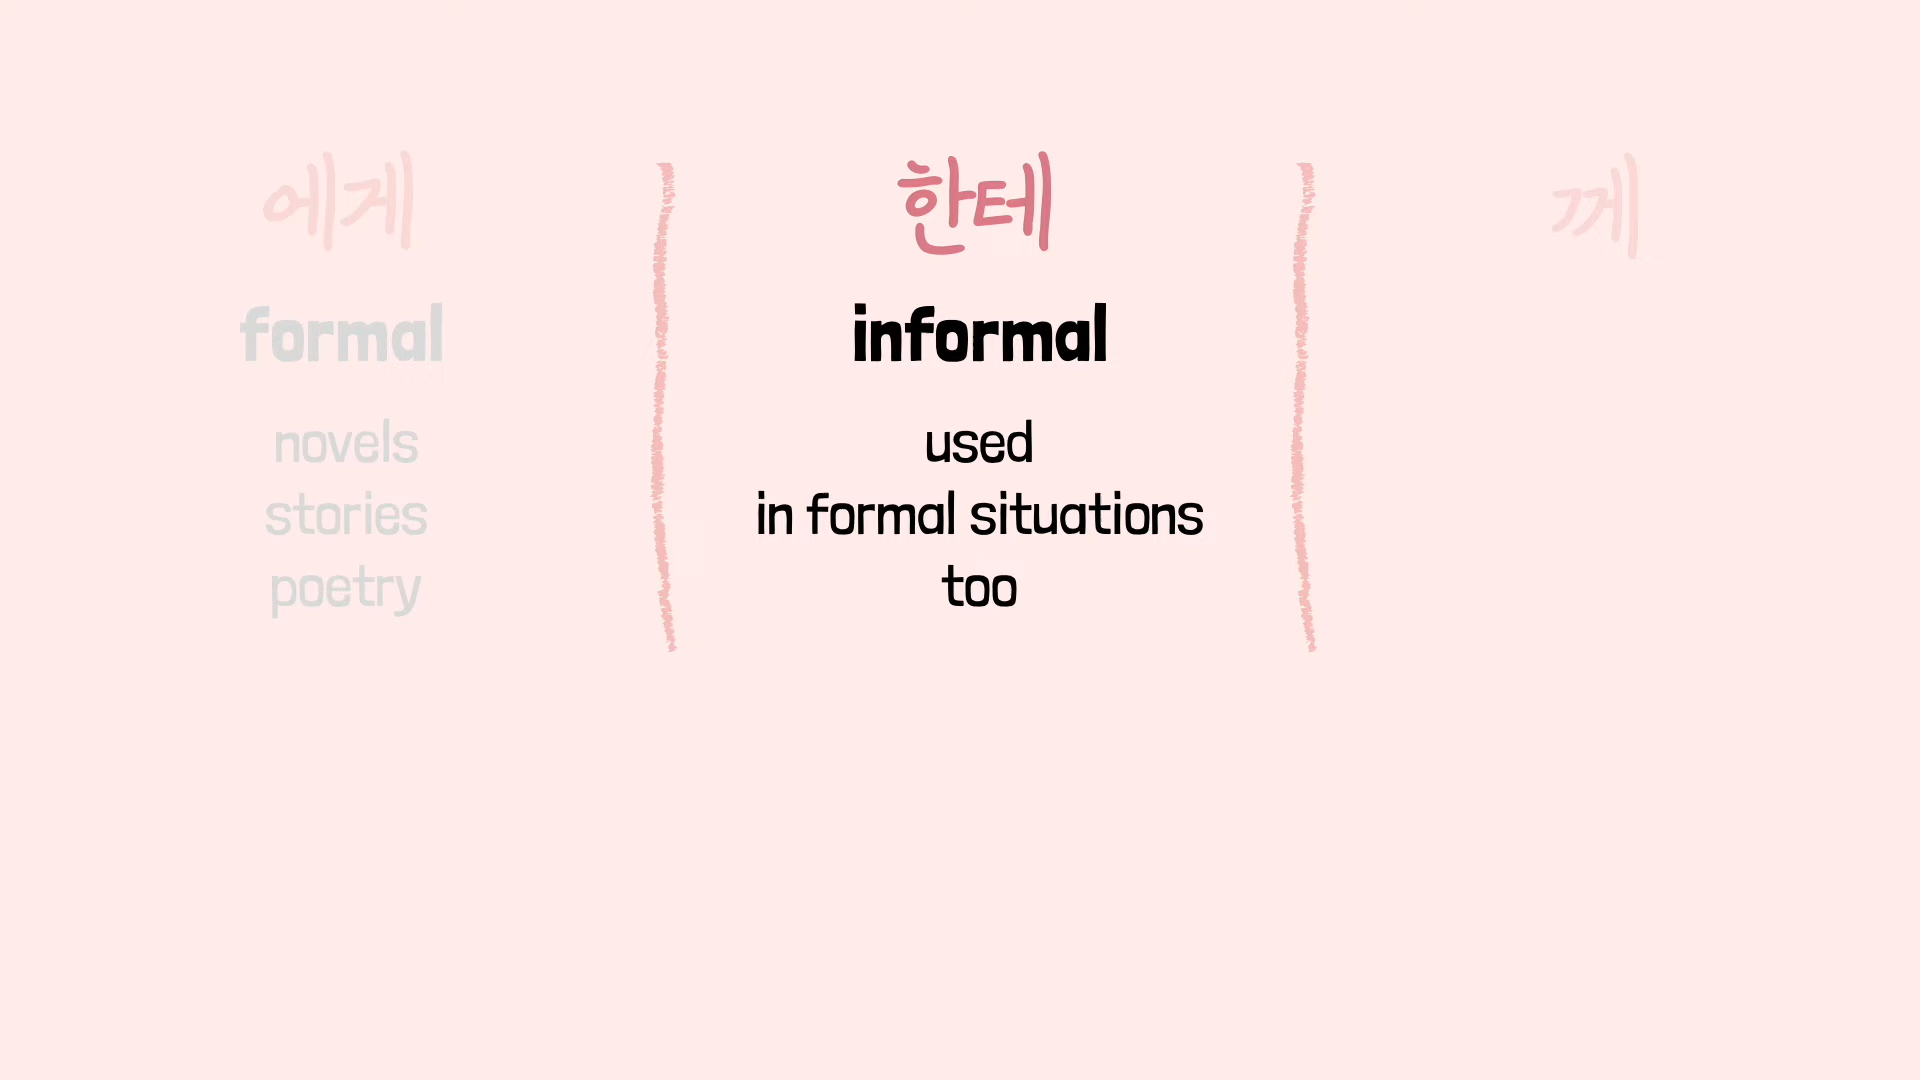 에게
formal
novels
stories
poetry
한테
informal
used
in formal situations
too
께